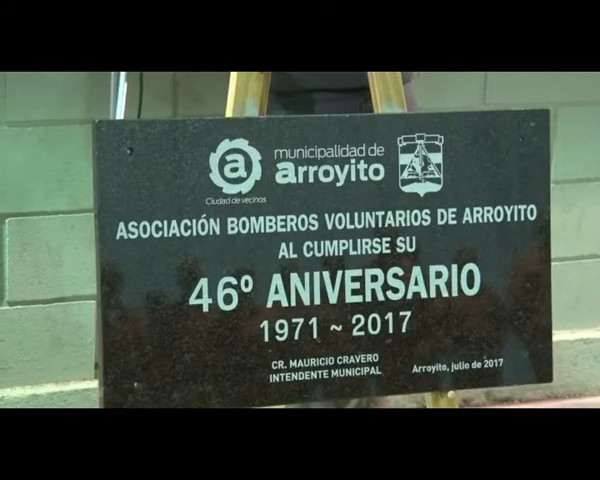 a
municipalidad de
arroyito
Ciudad de vecinos
ASOCIACIÓN BOMBEROS VOLUNTARIOS DE ARROYITO
AL CUMPLIRSE SU
46º ANIVERSARIO
1971 ~ 2017
CR. MAURICIO CRAVERO
INTENDENTE MUNICIPAL
Arroyito, julio de 2017